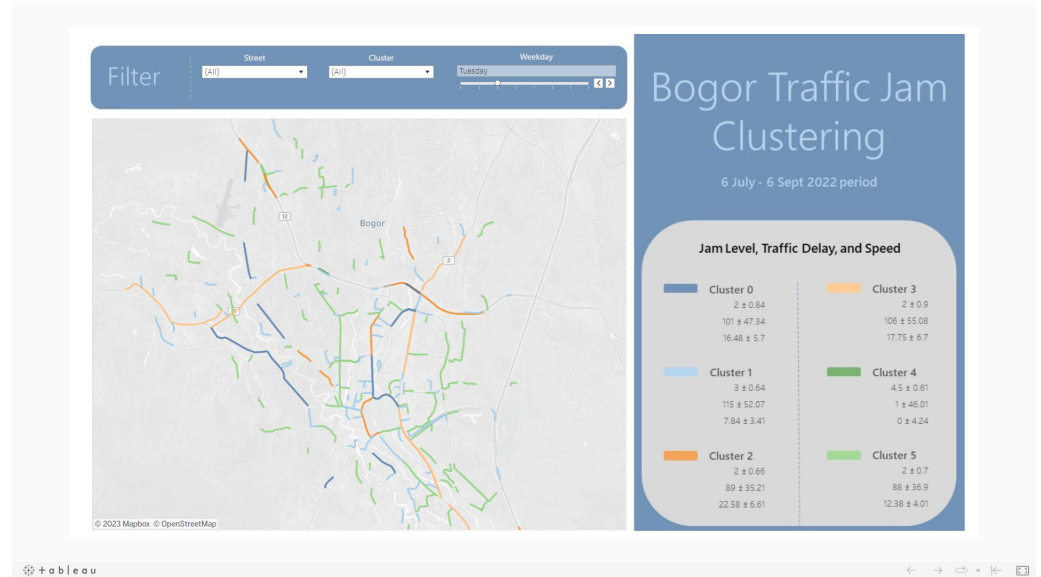 Filter
Street
(All)
Cluster
(All)
Weekday
Tuesday
Bogor Traffic Jam
Clustering
6 July - 6 Sept 2022 period
12
Bogor
2
© 2023 Mapbox © OpenStreetMap
Jam Level, Traffic Delay, and Speed
Cluster 0
2 ± 0.84
101 ± 47.34
16.48 ± 5.7
Cluster 1
3 ± 0.64
115 ± 52.07
7.84 ± 3.41
Cluster 2
2 ± 0.66
89 ± 35.21
22.58 ± 6.61
Cluster 3
2 ± 0.9
106 ± 55.08
17.75 ± 6.7
Cluster 4
4.5 ± 0.61
1 ± 46.01
0 ± 4.24
Cluster 5
2 ± 0.7
88 ± 36.9
12.38 ± 4.01
+ableau